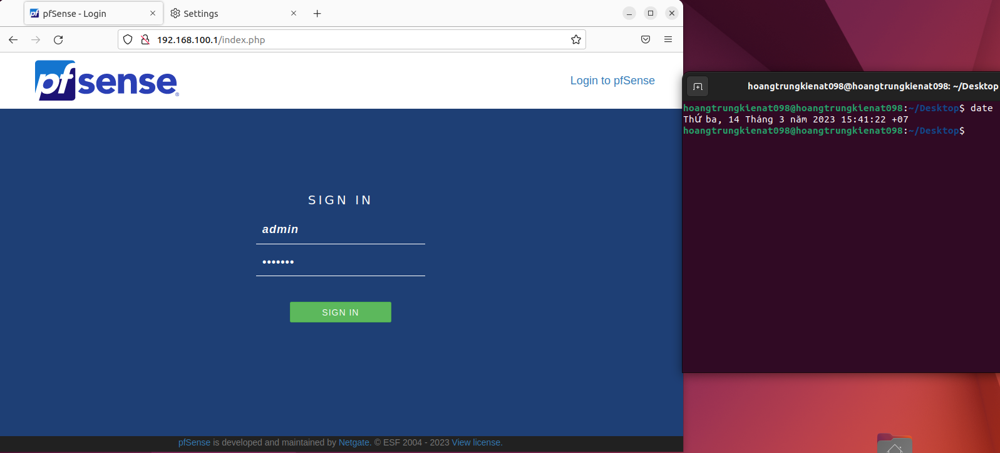 pfSense - Login
Settings
192.168.100.1/index.php
pfsense®
Login to pfSense
SIGN IN
admin
•••••••
SIGN IN
pfSense is developed and maintained by Netgate. © ESF 2004 - 2023 View license.
hoangtrungkienat098@hoangtrungkienat098: ~/Desktop
hoangtrungkienat098@hoangtrungkienat098:~/Desktop$ date
Thứ ba, 14 Tháng 3 năm 2023 15:41:22 +07
hoangtrungkienat098@hoangtrungkienat098:~/Desktop$